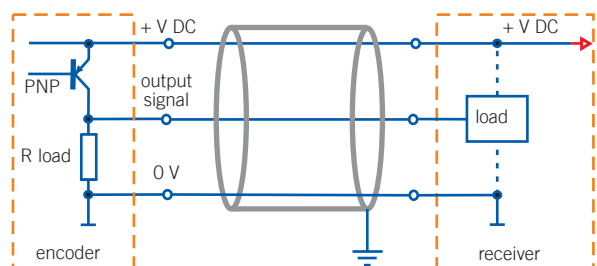 + V DC
+ V DC
PNP
output
signal
load
R load
0 V
encoder
receiver